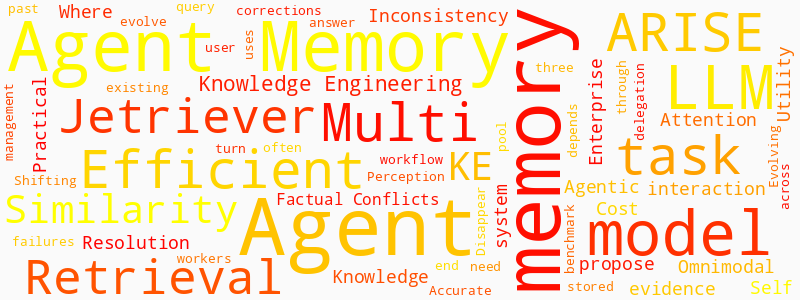 past
Where
evolve
query
corrections
answer
Inconsistency
Agent Memory
user
uses
existing
Knowledge Engineering
management
Practical
Jetriever
Multi
turn
often
Efficient
workflow
Perception
KE
pool
Shifting
Similarity
Agent
Factual Conflicts
Disappear
system
failures
Resolution
workers
Retrieval
Knowledge
end
need
Accurate
memory
ARISE
three
LLM
Utility
through
delegation
Enterprise
depends
Attention
task
Evolving
across
Agentic
interaction
Cost
model
benchmark
propose
Omnimodal
stored
evidence
Self